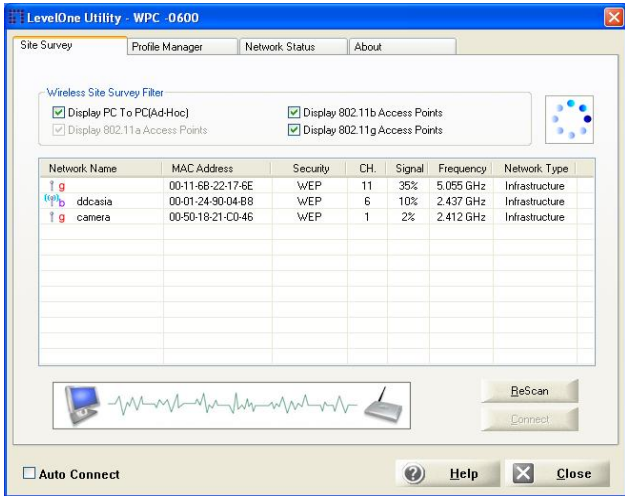 LevelOne Utility - WPC -0600
Site Survey Profile Manager Network Status About
Wireless Site Survey Filter
Display PC To PC(Ad-Hoc) Display 802.11b Access Points
Display 802.11a Access Points Display 802.11g Access Points
Network Name MAC Address Security CH. Signal Frequency Network Type
g 00-11-6B-22-17-6E WEP 11 35% 5.055 GHz Infrastructure
b ddcasia 00-01-24-90-04-B8 WEP 6 10% 2.437 GHz Infrastructure
g camera 00-50-18-21-C0-46 WEP 1 2% 2.412 GHz Infrastructure
ReScan
Connect
Auto Connect Help Close